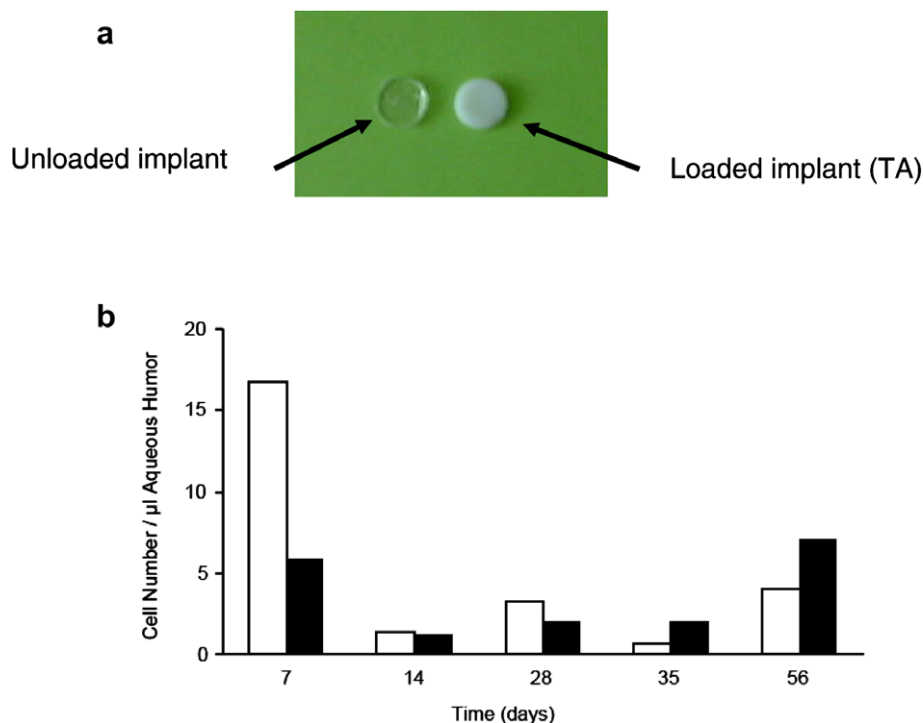 a
Unloaded implant
Loaded implant (TA)
b
20
15
10
5
0
Cell Number / µl Aqueous Humor
7 14 28 35 56
Time (days)